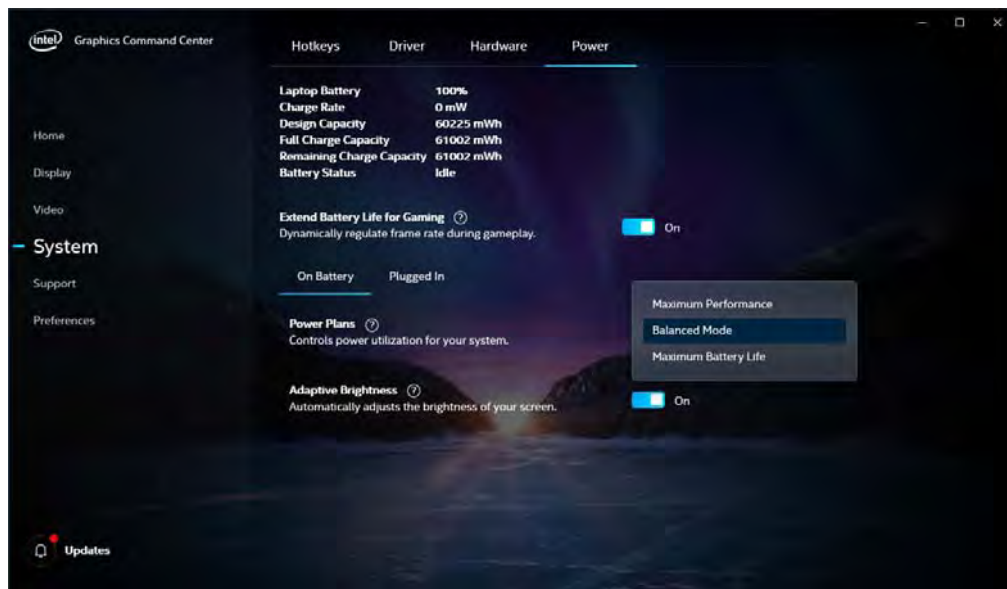 intel Graphics Command Center
Hotkeys Driver Hardware Power
Home
Display
Video
System
Support
Preferences
Updates
Laptop Battery 100%
Charge Rate 0 mW
Design Capacity 60225 mWh
Full Charge Capacity 61002 mWh
Remaining Charge Capacity 61002 mWh
Battery Status Idle
Extend Battery Life for Gaming ?
Dynamically regulate frame rate during gameplay.
On
On Battery Plugged In
Power Plans ?
Controls power utilization for your system.
Maximum Performance
Balanced Mode
Maximum Battery Life
Adaptive Brightness ?
Automatically adjusts the brightness of your screen.
On